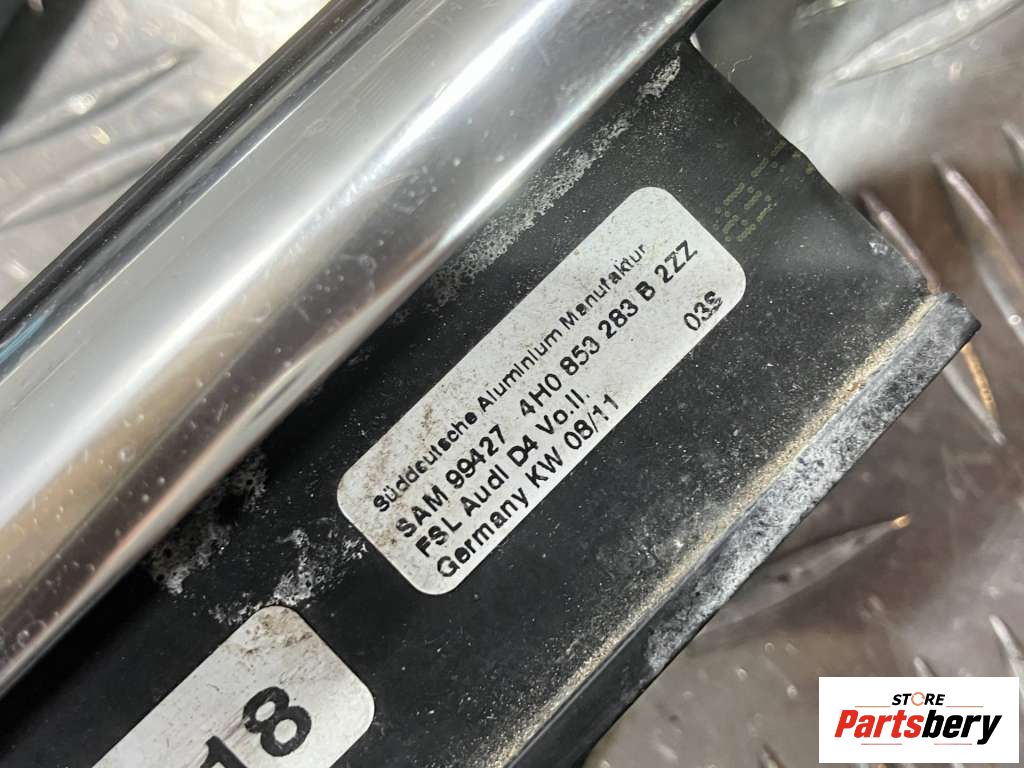 Süddeutsche Aluminium Manufaktur
SAM 99427 4H0 853 283 B 2ZZ
FSL Audi D4 Vo.li.
03S
Germany KW 08/11
18
STORE
Partsbery